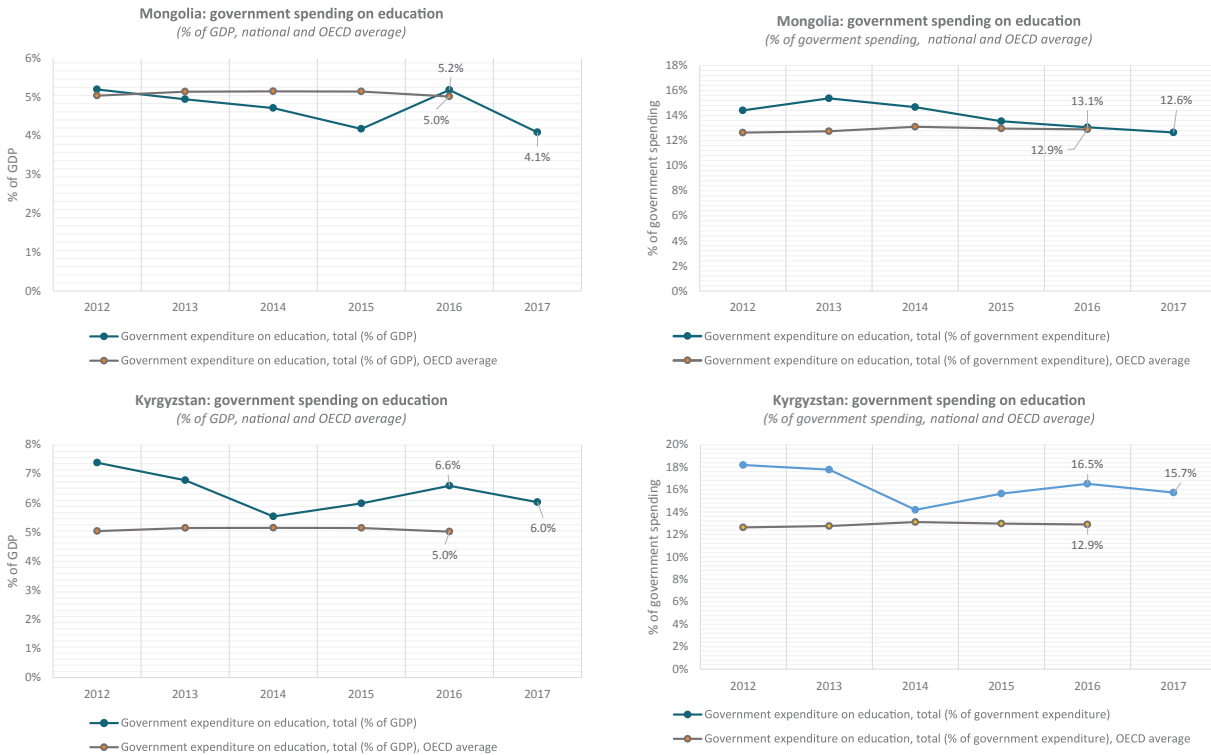 Mongolia: government spending on education
(% of GDP, national and OECD average)
6%
5%
4%
3%
2%
1%
0%
% of GDP
5.2%
5.0%
4.1%
2012 2013 2014 2015 2016 2017
Government expenditure on education, total (% of GDP)
Government expenditure on education, total (% of GDP), OECD average
Mongolia: government spending on education
(% of goverment spending, national and OECD average)
18%
16%
14%
12%
10%
8%
6%
4%
2%
0%
% of government spending
13.1%
12.6%
12.9%
2012 2013 2014 2015 2016 2017
Government expenditure on education, total (% of government expenditure)
Government expenditure on education, total (% of government expenditure), OECD average
Kyrgyzstan: government spending on education
(% of GDP, national and OECD average)
8%
7%
6%
5%
4%
3%
2%
1%
0%
% of GDP
6.6%
6.0%
5.0%
2012 2013 2014 2015 2016 2017
Government expenditure on education, total (% of GDP)
Government expenditure on education, total (% of GDP), OECD average
Kyrgyzstan: government spending on education
(% of government spending, national and OECD average)
20%
18%
16%
14%
12%
10%
8%
6%
4%
2%
0%
% of government spending
16.5%
15.7%
12.9%
2012 2013 2014 2015 2016 2017
Government expenditure on education, total (% of government expenditure)
Government expenditure on education, total (% of government expenditure), OECD average